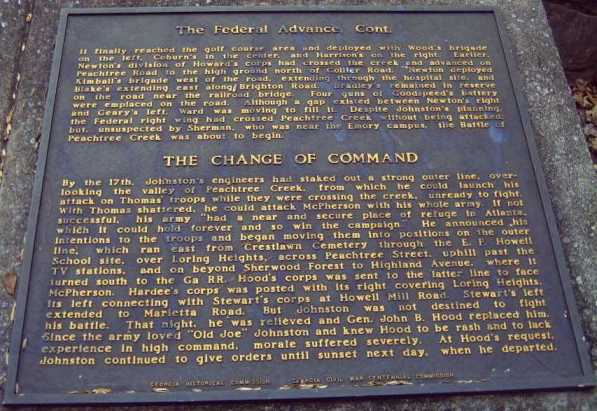 The Federal Advance, Cont.
It finally reached the golf course area and deployed with Wood's brigade
on the left, Coburn's in the center, and Harrison's on the right. Earlier,
Newton's division of Howard's corps had crossed the creek and advanced on
Peachtree Road to the high ground north of Collier Road. Newton deployed
Kimball's brigade west of the road, extending through the hospital site, and
Blake's extending east along Brighton Road. Bradley's remained in reserve
on the road near the railroad bridge. Four guns of Goodspeed's battery
were emplaced on the road. Although a gap existed between Newton's right
and Geary's left, Ward was moving to fill it. Despite Johnston's planning,
the Federal right wing had crossed Peachtree Creek without being attacked;
but, unsuspected by Sherman, who was near the Emory campus, the Battle of
Peachtree Creek was about to begin.
THE CHANGE OF COMMAND
By the 17th, Johnston's engineers had staked out a strong outer line, over-
looking the valley of Peachtree Creek, from which he could launch his
attack on Thomas' troops while they were crossing the creek, unready to fight.
With Thomas shattered, he could attack McPherson with his whole army. If not
successful, his army "had a near and secure place of refuge in Atlanta,
which it could hold forever and so win the campaign." He announced his
intentions to the troops and began moving them into positions on the outer
line, which ran east from Crestlawn Cemetery through the E. F. Howell
School site, over Loring Heights, across Peachtree Street, uphill past the
TV stations, and on beyond Sherwood Forest to Highland Avenue, where it
turned south to the Ga RR. Hood's corps was sent to the latter line to face
McPherson. Hardee's corps was posted with its right covering Loring Heights,
its left connecting with Stewart's corps at Howell Mill Road. Stewart's left
extended to Marietta Road. But Johnston was not destined to fight
his battle. That night, he was relieved and Gen. John B. Hood replaced him.
Since the army loved "Old Joe" Johnston and knew Hood to be rash and to lack
experience in high command, morale suffered severely. At Hood's request,
Johnston continued to give orders until sunset next day, when he departed.
GEORGIA HISTORICAL COMMISSION GEORGIA CIVIL WAR CENTENNIAL COMMISSION